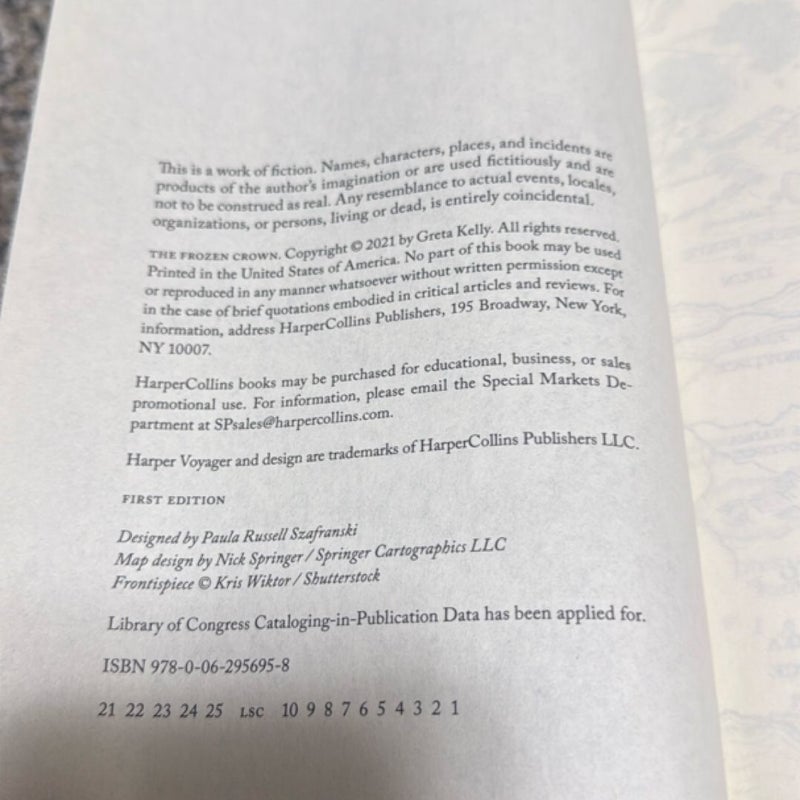 This is a work of fiction. Names, characters, places, and incidents are
products of the author's imagination or are used fictitiously and are
not to be construed as real. Any resemblance to actual events, locales,
organizations, or persons, living or dead, is entirely coincidental.
THE FROZEN CROWN. Copyright © 2021 by Greta Kelly. All rights reserved.
Printed in the United States of America. No part of this book may be used
or reproduced in any manner whatsoever without written permission except
in the case of brief quotations embodied in critical articles and reviews. For
information, address HarperCollins Publishers, 195 Broadway, New York,
NY 10007.
HarperCollins books may be purchased for educational, business, or sales
promotional use. For information, please email the Special Markets De-
partment at SPsales@harpercollins.com.
Harper Voyager and design are trademarks of HarperCollins Publishers LLC.
FIRST EDITION
Designed by Paula Russell Szafranski
Map design by Nick Springer / Springer Cartographics LLC
Frontispiece © Kris Wiktor / Shutterstock
Library of Congress Cataloging-in-Publication Data has been applied for.
ISBN 978-0-06-295695-8
21 22 23 24 25 LSC 10 9 8 7 6 5 4 3 2 1